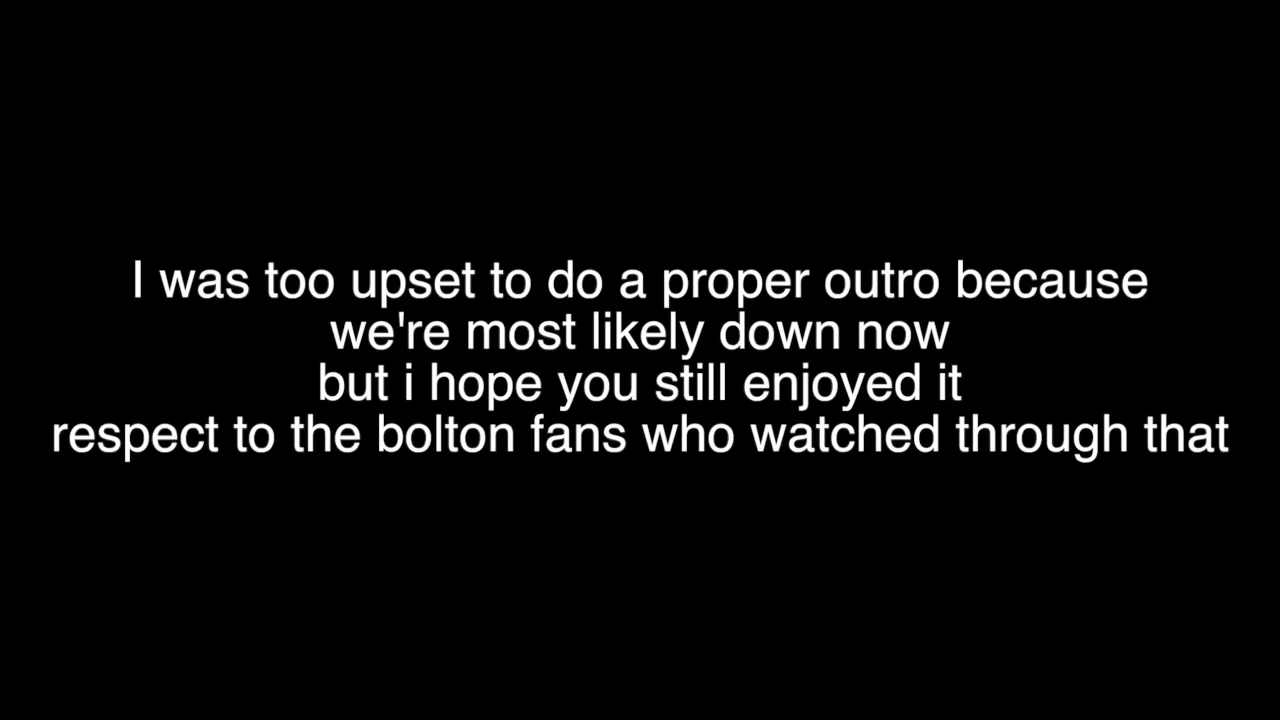 I was too upset to do a proper outro because
we're most likely down now
but i hope you still enjoyed it
respect to the bolton fans who watched through that